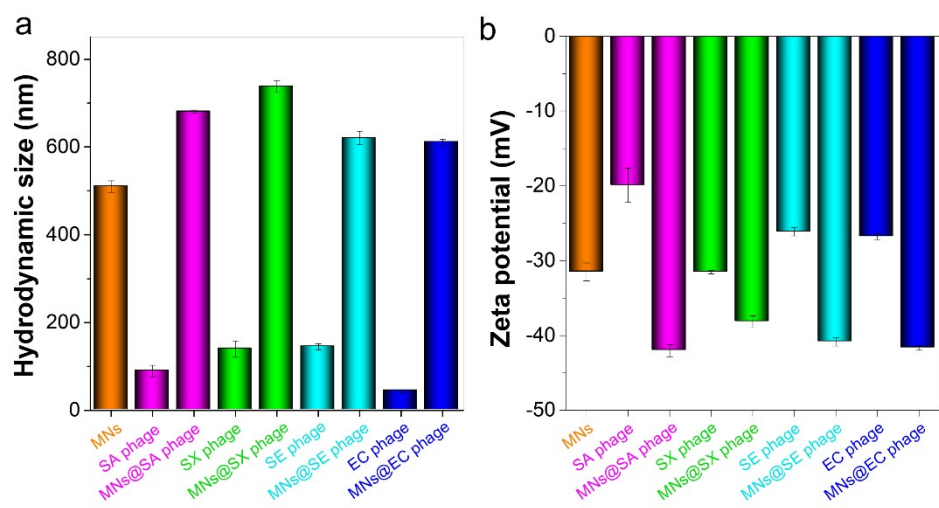 a
Hydrodynamic size (nm)
800
600
400
200
0
MNs
SA phage
MNs@SA phage
SX phage
MNs@SX phage
SE phage
MNs@SE phage
EC phage
MNs@EC phage
b
Zeta potential (mV)
0
-10
-20
-30
-40
-50
MNs
SA phage
MNs@SA phage
SX phage
MNs@SX phage
SE phage
MNs@SE phage
EC phage
MNs@EC phage